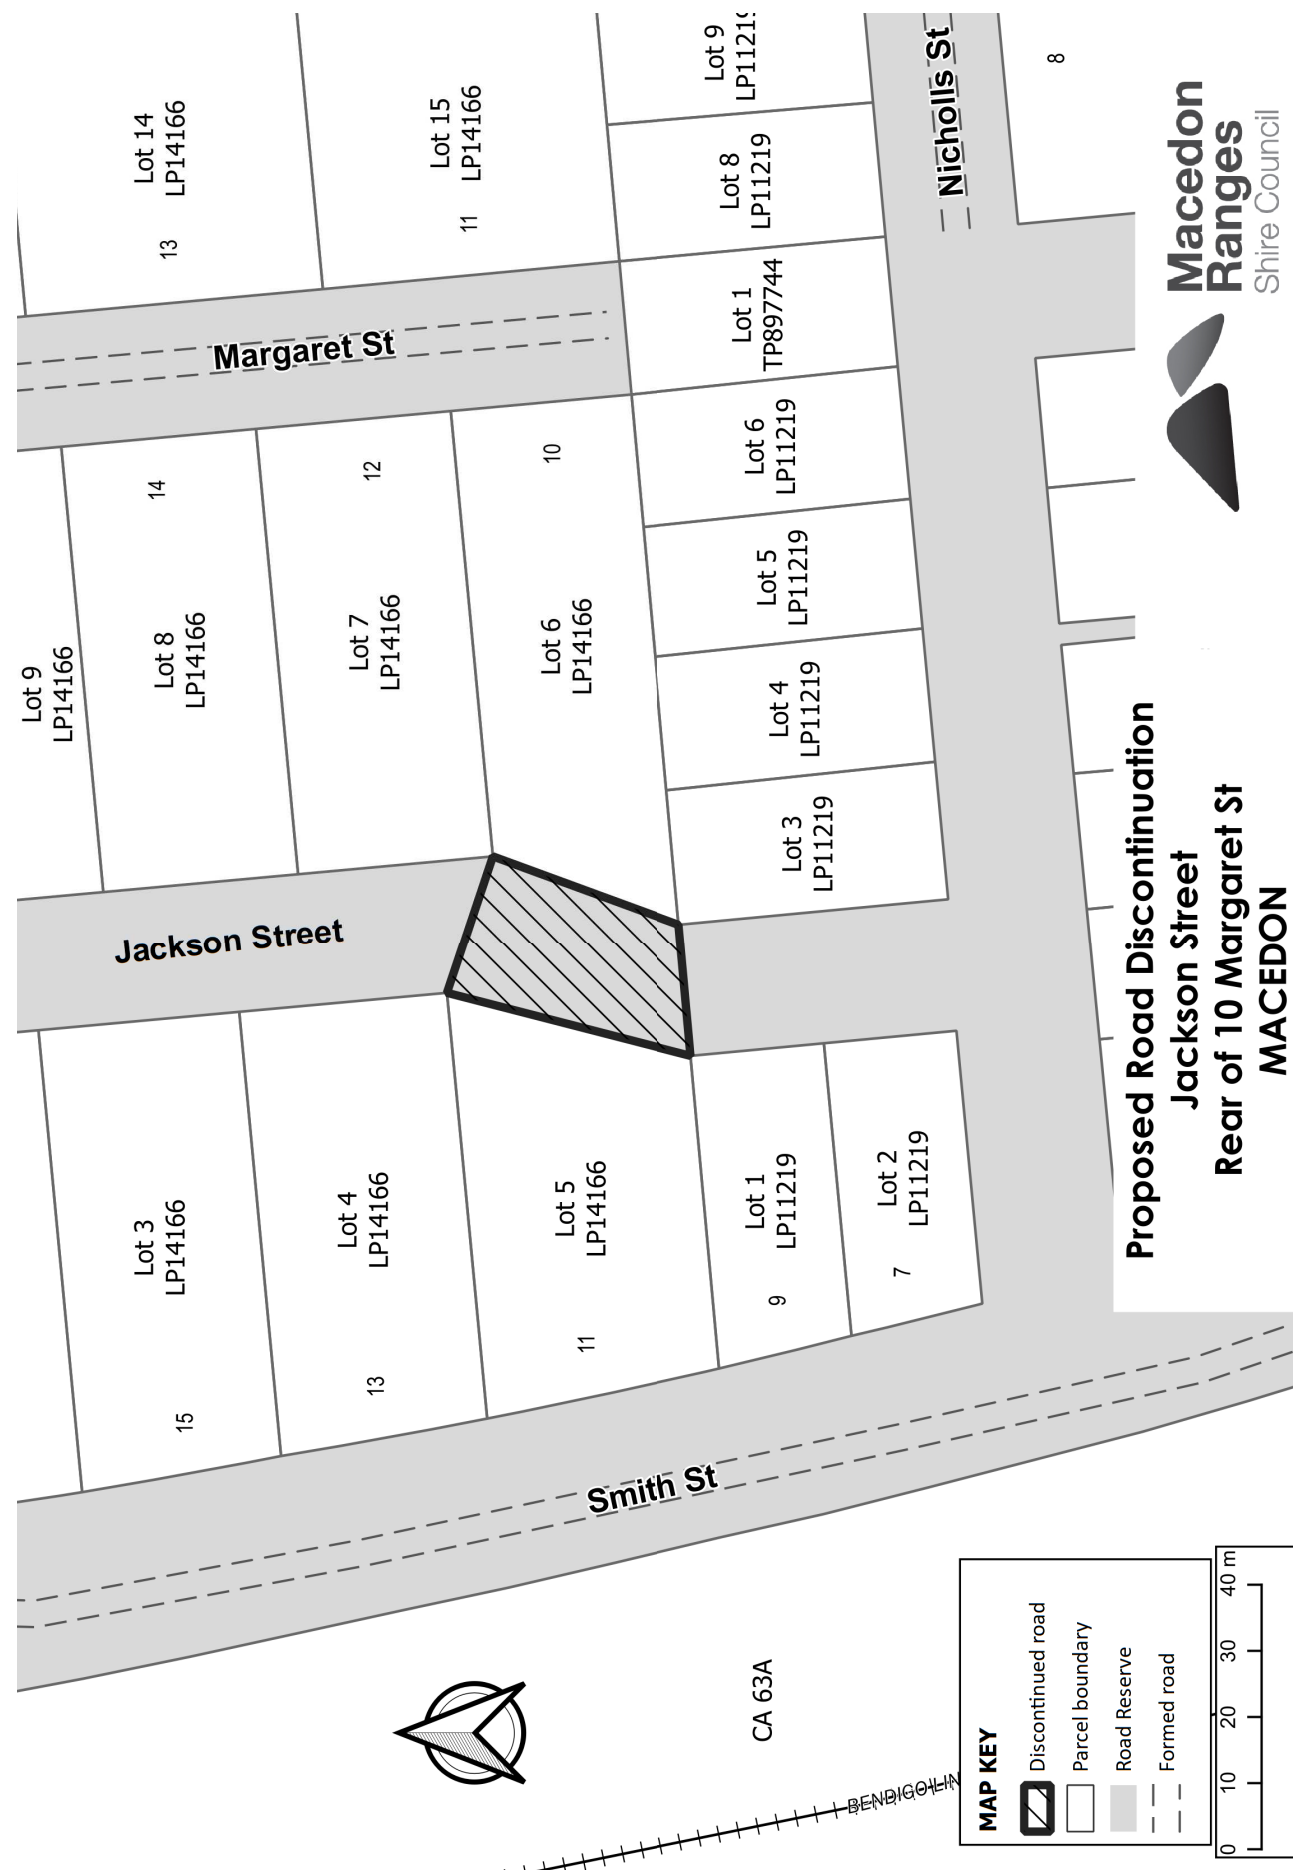 Proposed Road Discontinuation
Jackson Street
Rear of 10 Margaret St
MACEDON
Macedon
Ranges
Shire Council
Lot 9
LP14166
Lot 8
LP14166
14
Lot 7
LP14166
12
Lot 6
LP14166
10
Lot 14
LP14166
13
Lot 15
LP14166
11
Margaret St
Jackson Street
Smith St
Nicholls St
Lot 3
LP14166
15
Lot 4
LP14166
13
Lot 5
LP14166
11
Lot 1
LP11219
9
Lot 2
LP11219
7
Lot 3
LP11219
Lot 4
LP11219
Lot 5
LP11219
Lot 6
LP11219
Lot 1
TP897744
Lot 8
LP11219
Lot 9
LP11219
8
CA 63A
BENDIGO LIN
MAP KEY
Discontinued road
Parcel boundary
Road Reserve
Formed road
0 10 20 30 40 m